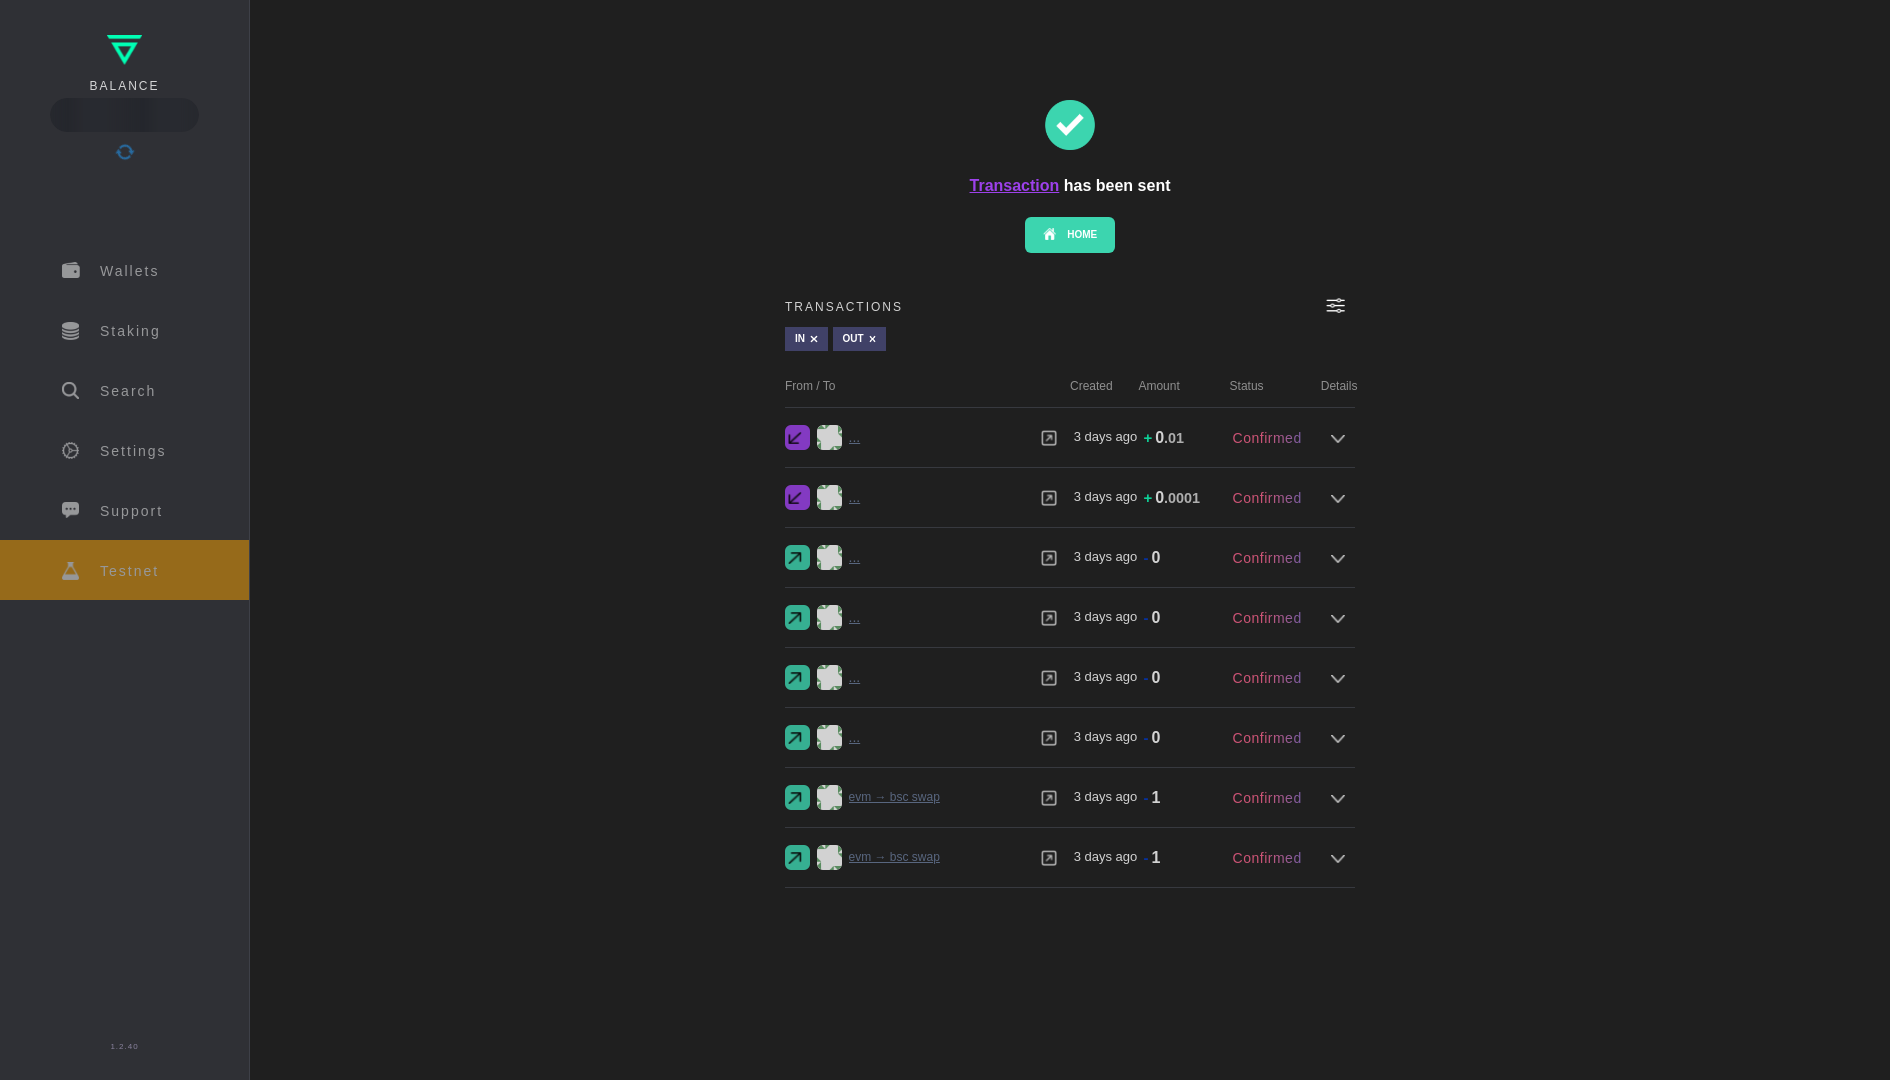 BALANCE
Wallets
Staking
Search
Settings
Support
Testnet
1.2.40
Transaction has been sent
HOME
TRANSACTIONS
IN × OUT ×
From / To Created Amount Status Details
... 3 days ago + 0.01 Confirmed
... 3 days ago + 0.0001 Confirmed
... 3 days ago - 0 Confirmed
... 3 days ago - 0 Confirmed
... 3 days ago - 0 Confirmed
... 3 days ago - 0 Confirmed
evm → bsc swap 3 days ago - 1 Confirmed
evm → bsc swap 3 days ago - 1 Confirmed